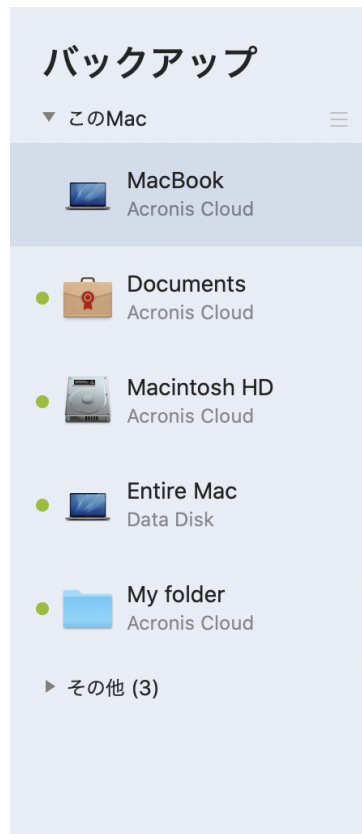 バックアップ
このMac
MacBook
Acronis Cloud
Documents
Acronis Cloud
Macintosh HD
Acronis Cloud
Entire Mac
Data Disk
My folder
Acronis Cloud
その他 (3)